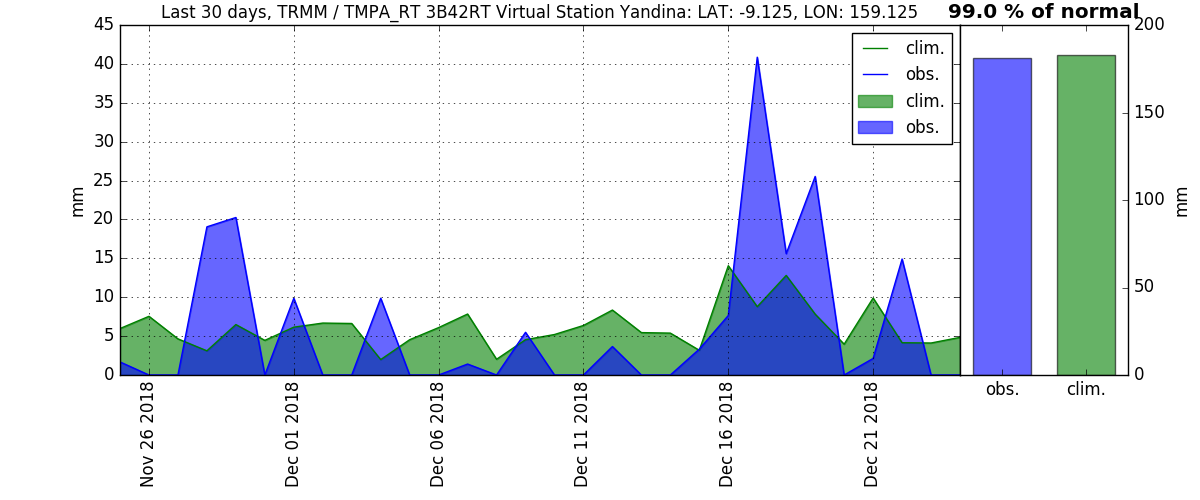 Last 30 days, TRMM / TMPA_RT 3B42RT Virtual Station Yandina: LAT: -9.125, LON: 159.125
99.0 % of normal
45
40
35
30
25
20
15
10
5
0
mm
clim.
obs.
clim.
obs.
200
150
100
50
0
mm
obs.
clim.
Nov 26 2018
Dec 01 2018
Dec 06 2018
Dec 11 2018
Dec 16 2018
Dec 21 2018